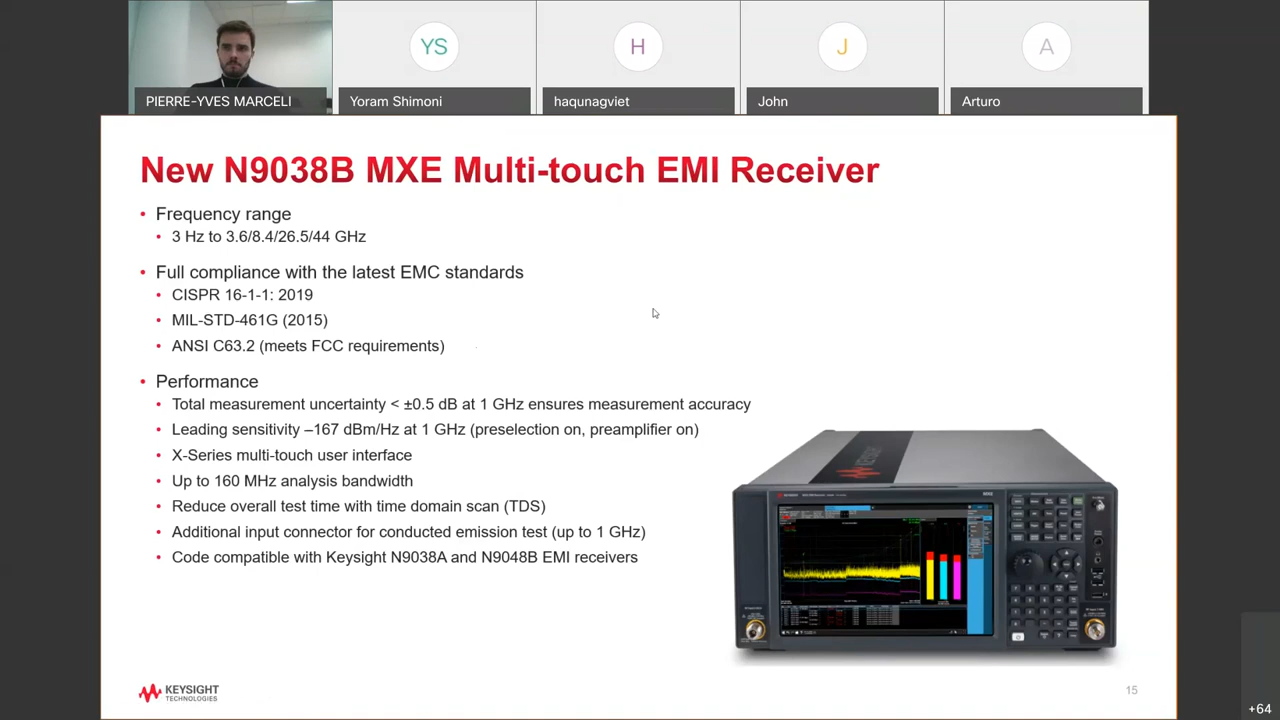 YS
H
J
A
PIERRE-YVES MARCELI
Yoram Shimoni
haqunagviet
John
Arturo
New N9038B MXE Multi-touch EMI Receiver
• Frequency range
• 3 Hz to 3.6/8.4/26.5/44 GHz
• Full compliance with the latest EMC standards
• CISPR 16-1-1: 2019
• MIL-STD-461G (2015)
• ANSI C63.2 (meets FCC requirements)
• Performance
• Total measurement uncertainty < ±0.5 dB at 1 GHz ensures measurement accuracy
• Leading sensitivity –167 dBm/Hz at 1 GHz (preselection on, preamplifier on)
• X-Series multi-touch user interface
• Up to 160 MHz analysis bandwidth
• Reduce overall test time with time domain scan (TDS)
• Additional input connector for conducted emission test (up to 1 GHz)
• Code compatible with Keysight N9038A and N9048B EMI receivers
KEYSIGHT
MXE
KEYSIGHT
TECHNOLOGIES
15
+64